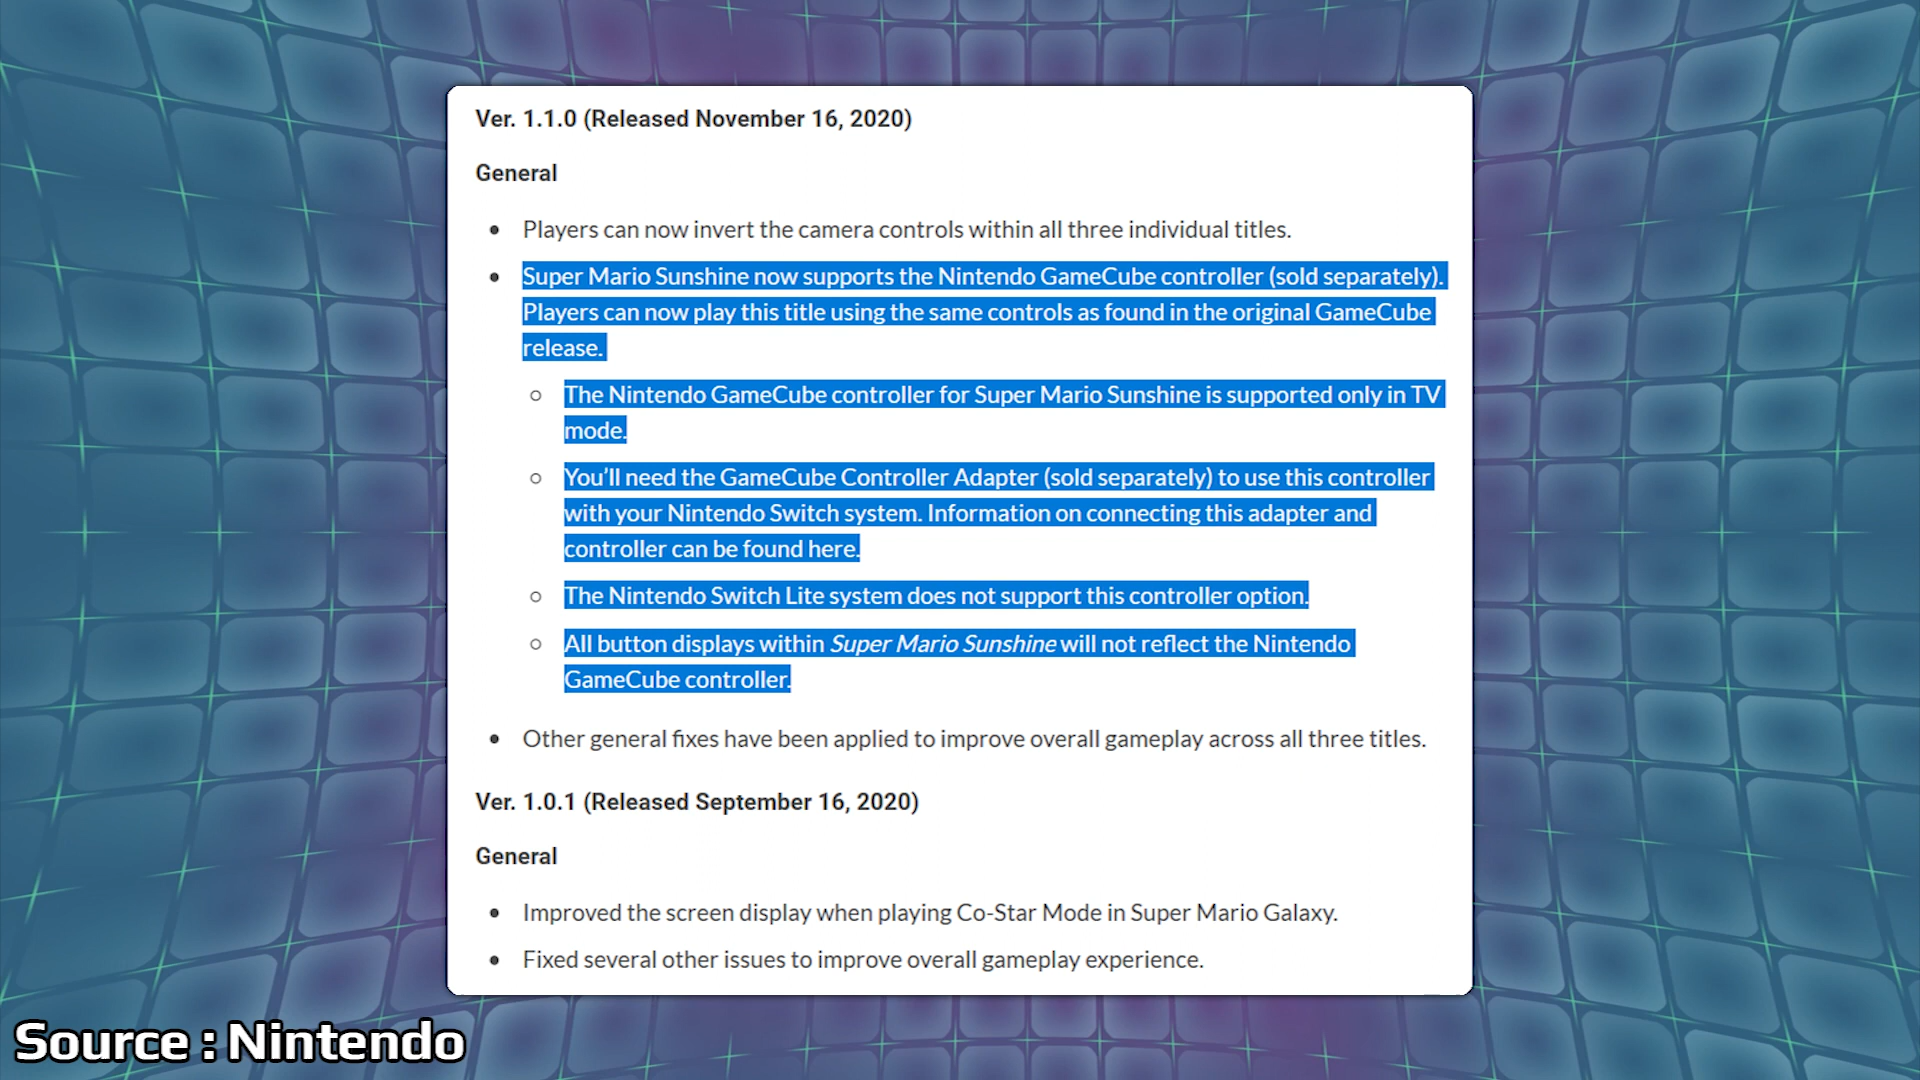 Ver. 1.1.0 (Released November 16, 2020)
General
Players can now invert the camera controls within all three individual titles.
Super Mario Sunshine now supports the Nintendo GameCube controller (sold separately).
Players can now play this title using the same controls as found in the original GameCube
release.
The Nintendo GameCube controller for Super Mario Sunshine is supported only in TV
mode.
You’ll need the GameCube Controller Adapter (sold separately) to use this controller
with your Nintendo Switch system. Information on connecting this adapter and
controller can be found here.
The Nintendo Switch Lite system does not support this controller option.
All button displays within Super Mario Sunshine will not reflect the Nintendo
GameCube controller.
Other general fixes have been applied to improve overall gameplay across all three titles.
Ver. 1.0.1 (Released September 16, 2020)
General
Improved the screen display when playing Co-Star Mode in Super Mario Galaxy.
Fixed several other issues to improve overall gameplay experience.
Source : Nintendo